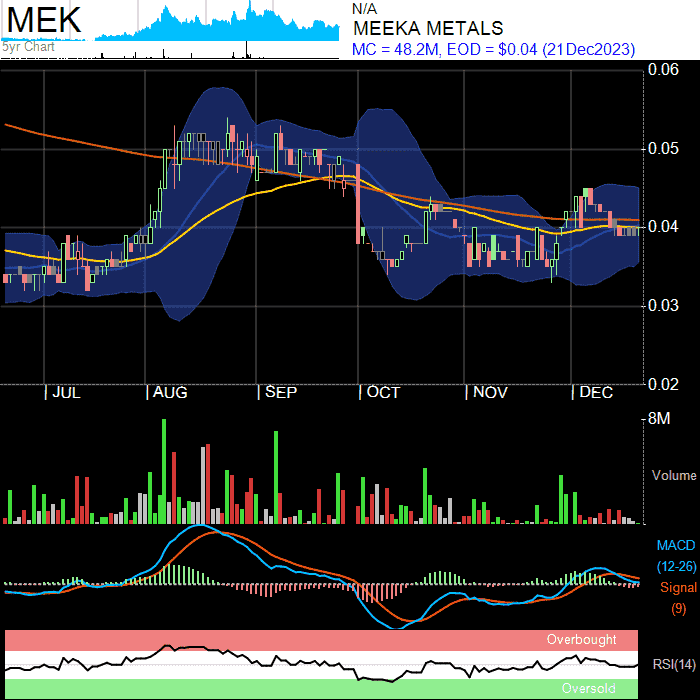 MEK
5yr Chart
N/A
MEEKA METALS
MC = 48.2M, EOD = $0.04 (21Dec2023)
0.06
0.05
0.04
0.03
0.02
| JUL | AUG | SEP | OCT | NOV | DEC
8M
Volume
MACD
(12-26)
Signal
(9)
Overbought
RSI(14)
Oversold